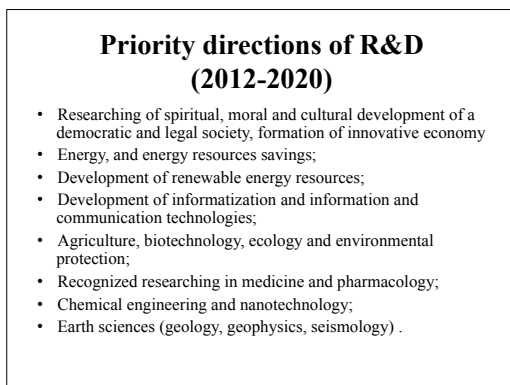 Priority directions of R&D
(2012-2020)
• Researching of spiritual, moral and cultural development of a
democratic and legal society, formation of innovative economy
• Energy, and energy resources savings;
• Development of renewable energy resources;
• Development of informatization and information and
communication technologies;
• Agriculture, biotechnology, ecology and environmental
protection;
• Recognized researching in medicine and pharmacology;
• Chemical engineering and nanotechnology;
• Earth sciences (geology, geophysics, seismology) .